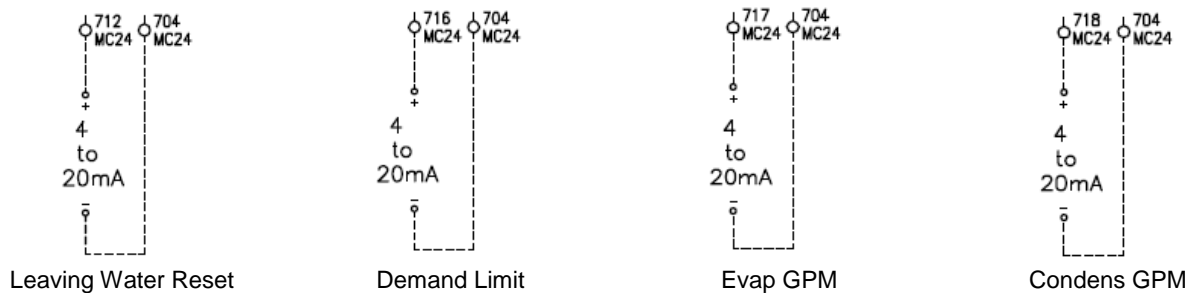 712 704
MC24 MC24
+
4
to
20mA
−
Leaving Water Reset
716 704
MC24 MC24
+
4
to
20mA
−
Demand Limit
717 704
MC24 MC24
+
4
to
20mA
−
Evap GPM
718 704
MC24 MC24
+
4
to
20mA
−
Condens GPM